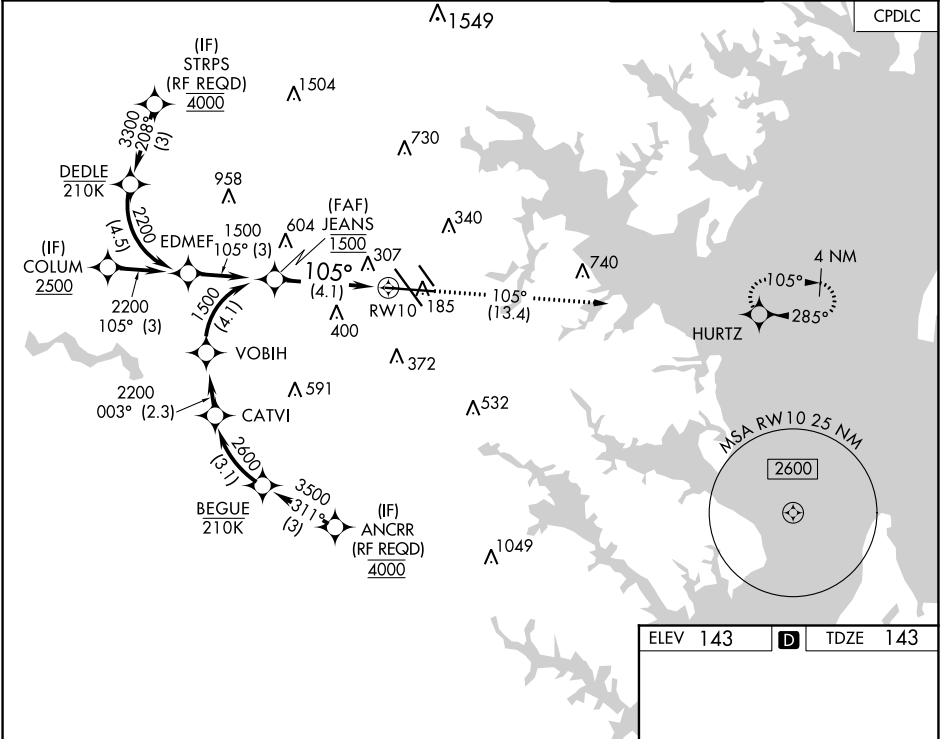 CPDLC
1549
(IF)
STRPS
(RF REQD)
4000
1504
3300
208°
(3)
730
DEDLE
210K
958
2200
(4.5)
(FAF)
JEANS
1500
340
604
EDMEF
1500
105° (3)
(IF)
COLUM
2500
307
105°
(4.1)
740
4 NM
105°
285°
HURTZ
2200
105° (3)
1500
(4.1)
RW10
185
105°
(13.4)
400
VOBIH
372
2200
003° (2.3)
591
CATVI
532
2600
(3.1)
MSA RW10 25 NM
2600
BEGUE
210K
3500
311°
(3)
(IF)
ANCRR
(RF REQD)
4000
1049
ELEV 143 D TDZE 143